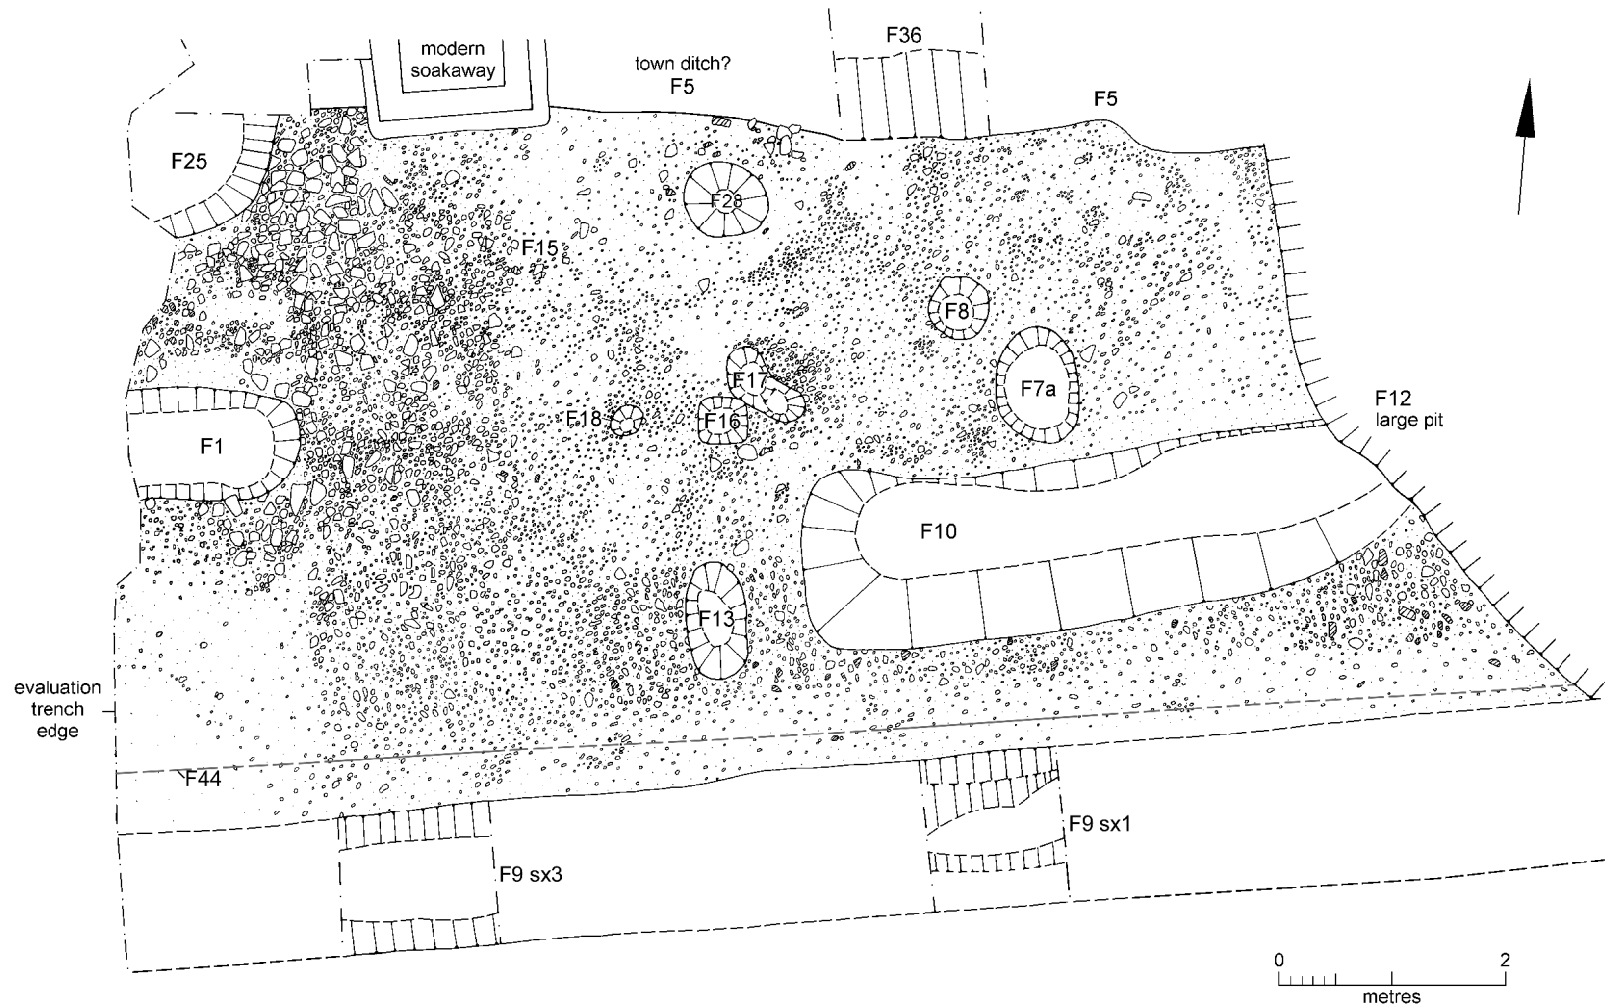 modern
soakaway
town ditch?
F5
F36
F5
F25
F28
F15
F8
F17
F7a
F18
F16
F12
large pit
F1
F10
F13
evaluation
trench
edge
F44
F9 sx1
F9 sx3
0 2
metres